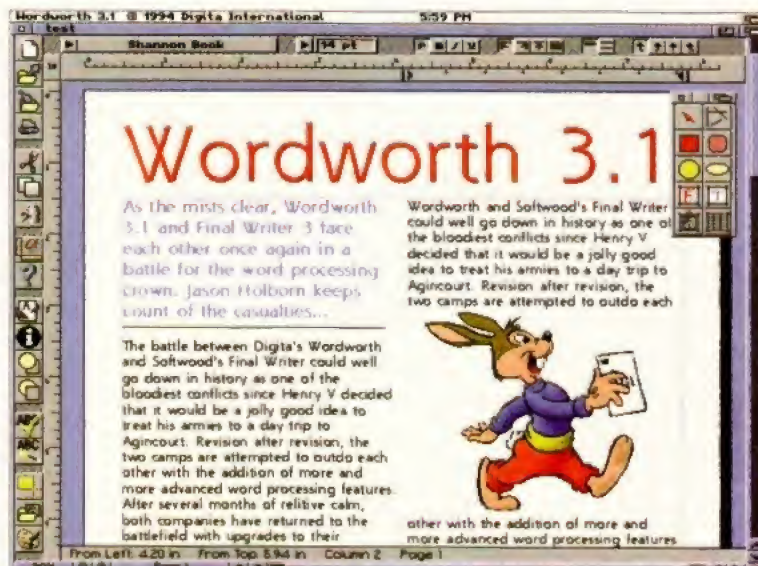 Wordworth 3.1 © 1994 Digita International 5:59 PM
test
Shannon Book 14 pt
Wordworth 3.1
As the mists clear, Wordworth
3.1 and Final Writer 3 face
each other once again in a
battle for the word processing
crown. Jason Holborn keeps
count of the casualties...
The battle between Digita's Wordworth
and Softwood's Final Writer could well
go down in history as one of the
bloodiest conflicts since Henry V decided
that it would be a jolly good idea to
treat his armies to a day trip to
Agincourt. Revision after revision, the
two camps are attempted to outdo each
other with the addition of more and
more advanced word processing features.
After several months of relitive calm,
both companies have returned to the
battlefield with upgrades to their
Wordworth and Softwood's Final Writer
could well go down in history as one of
the bloodiest conflicts since Henry V
decided that it would be a jolly good
idea to treat his armies to a day trip to
Agincourt. Revision after revision, the
two camps are attempted to outdo each
other with the addition of more and
more advanced word processing features
From Left: 4.20 in From Top: 5.94 in Column 2 Page 1